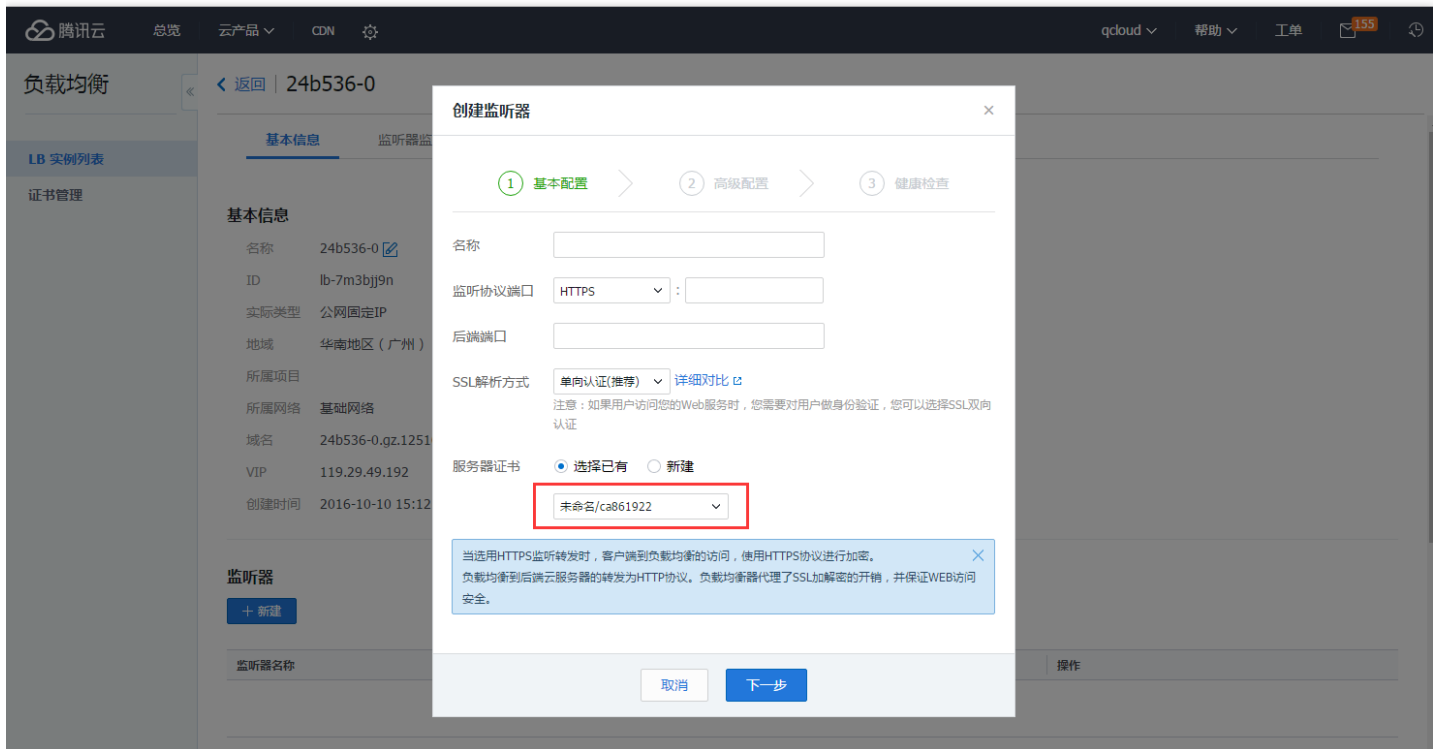 腾讯云 总览 云产品 CDN qcloud 帮助 工单 155
负载均衡
«
返回 24b536-0
LB 实例列表
证书管理
基本信息 监听器监
基本信息
名称 24b536-0
ID lb-7m3bjj9n
实际类型 公网固定IP
地域 华南地区(广州)
所属项目
所属网络 基础网络
域名 24b536-0.gz.1251
VIP 119.29.49.192
创建时间 2016-10-10 15:12
监听器
+ 新建
监听器名称 操作
创建监听器 ×
1 基本配置 2 高级配置 3 健康检查
名称
监听协议端口 HTTPS :
后端端口
SSL解析方式 单向认证(推荐) 详细对比
注意:如果用户访问您的Web服务时,您需要对用户做身份验证,您可以选择SSL双向
认证
服务器证书 选择已有 新建
未命名/ca861922
当选用HTTPS监听转发时,客户端到负载均衡的访问,使用HTTPS协议进行加密。
负载均衡到后端云服务器的转发为HTTP协议。负载均衡器代理了SSL加解密的开销,并保证WEB访问
安全。
取消 下一步